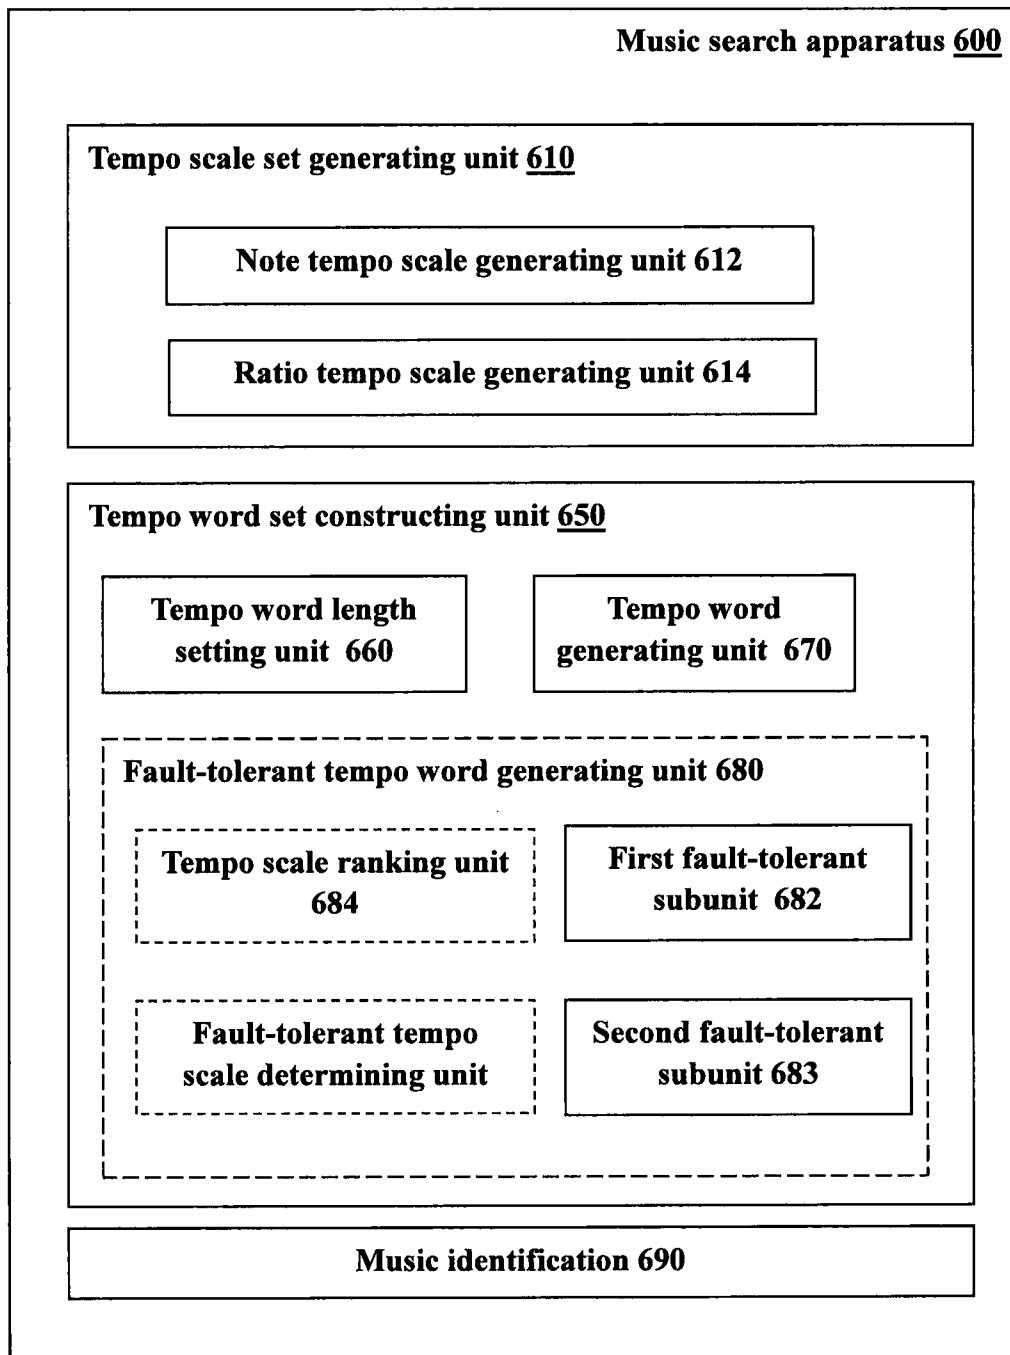 Music search apparatus 600
Tempo scale set generating unit 610
Note tempo scale generating unit 612
Ratio tempo scale generating unit 614
Tempo word set constructing unit 650
Tempo word length
setting unit 660
Tempo word
generating unit 670
Fault-tolerant tempo word generating unit 680
Tempo scale ranking unit
684
First fault-tolerant
subunit 682
Fault-tolerant tempo
scale determining unit
Second fault-tolerant
subunit 683
Music identification 690